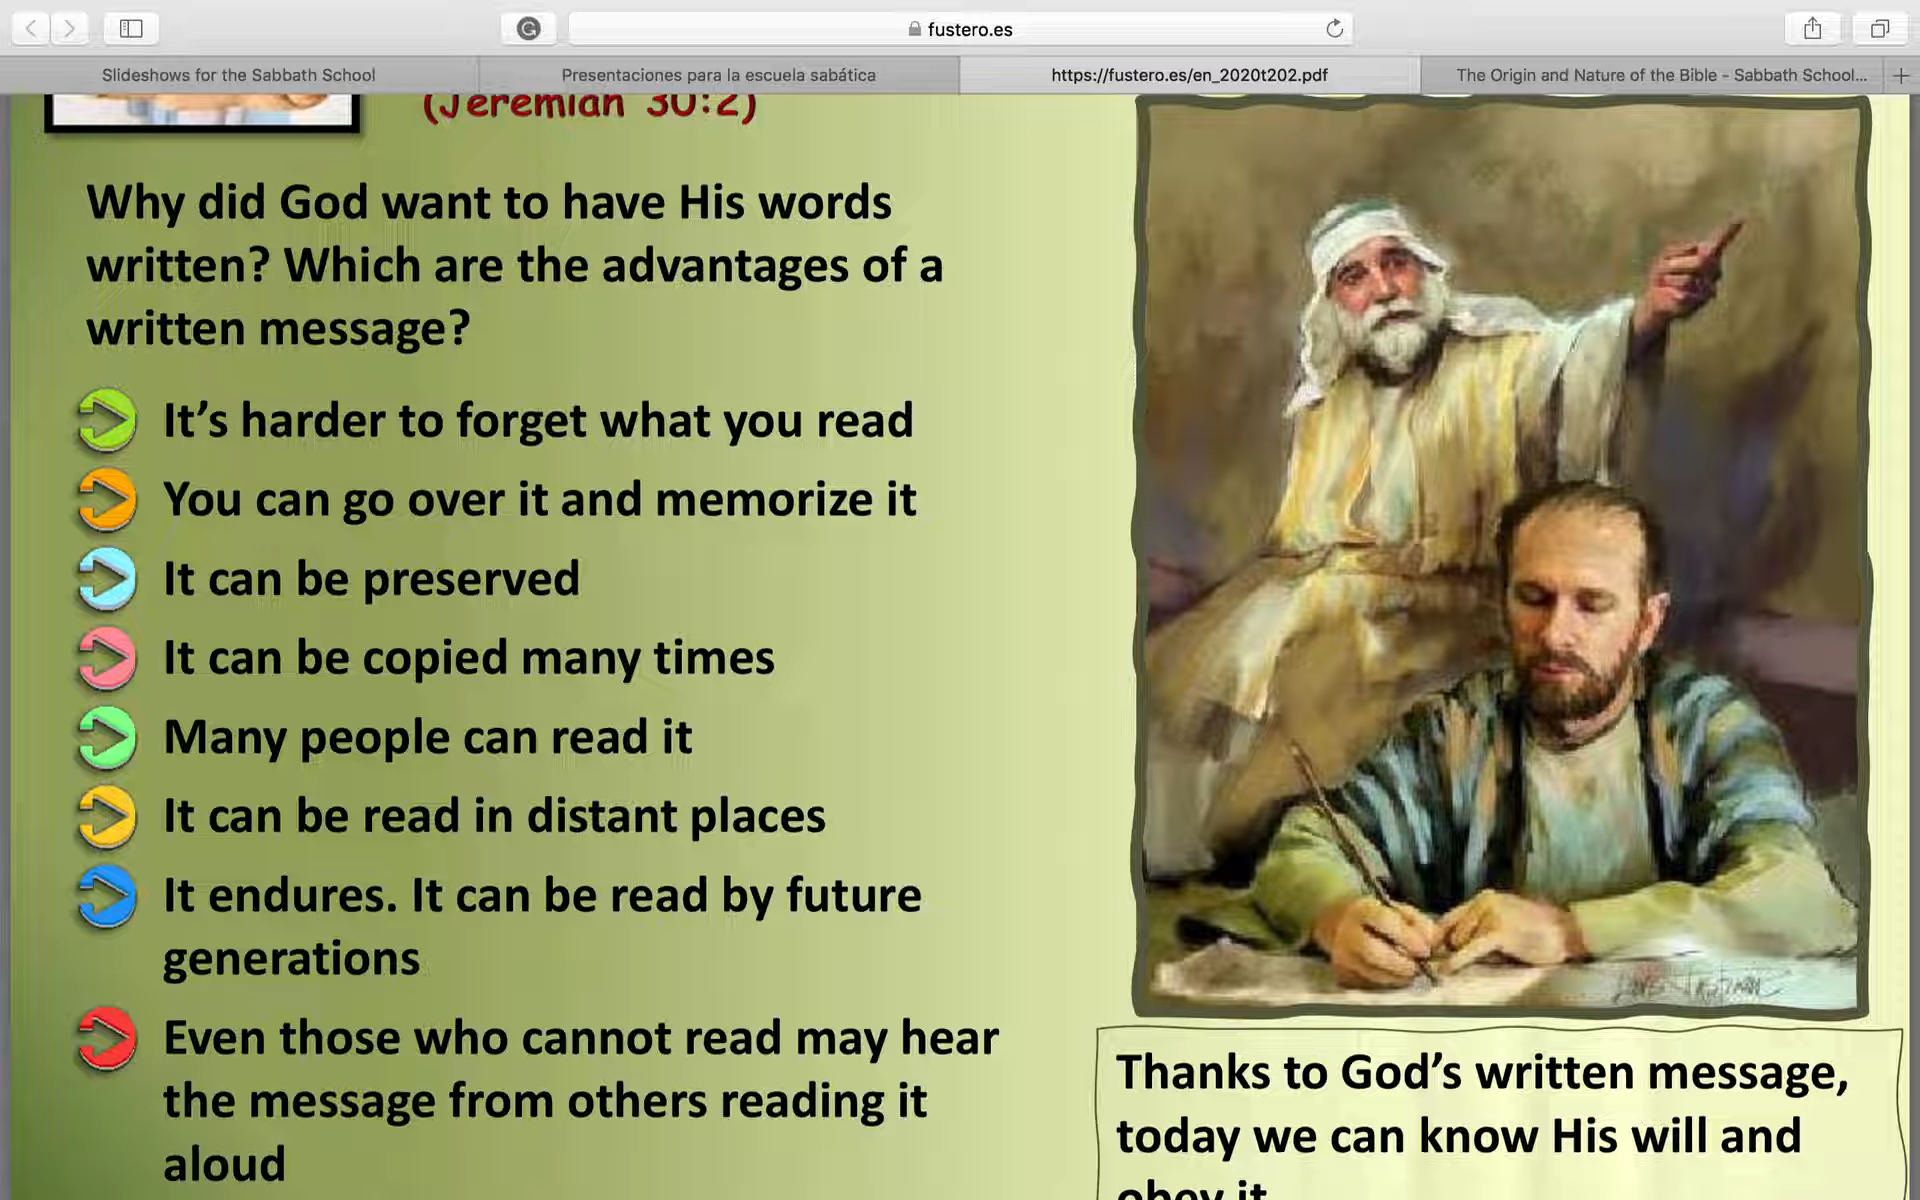 fustero.es
Slideshows for the Sabbath School
Presentaciones para la escuela sabática
https://fustero.es/en_2020t202.pdf
The Origin and Nature of the Bible - Sabbath School...
(Jeremiah 30:2)
Why did God want to have His words
written? Which are the advantages of a
written message?
It's harder to forget what you read
You can go over it and memorize it
It can be preserved
It can be copied many times
Many people can read it
It can be read in distant places
It endures. It can be read by future
generations
Even those who cannot read may hear
the message from others reading it
aloud
Thanks to God's written message,
today we can know His will and
obey it